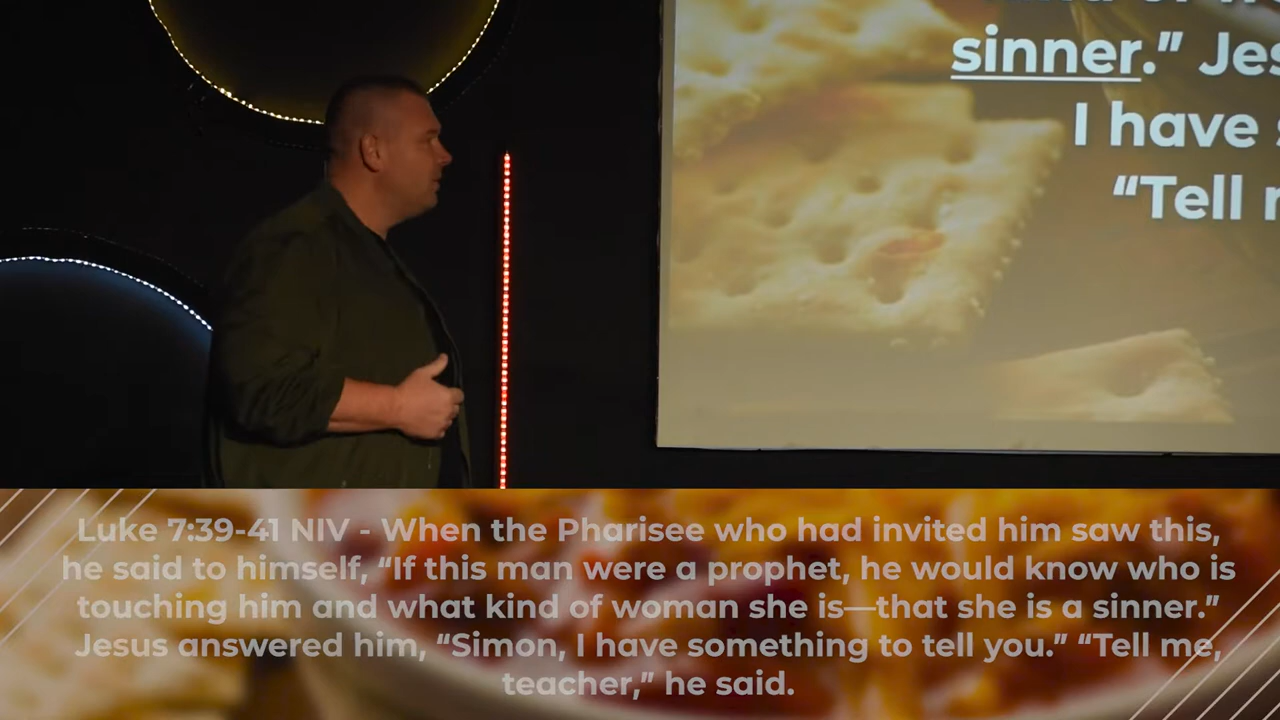 sinner.” Jes
I have
“Tell
Luke 7:39-41 NIV - When the Pharisee who had invited him saw this,
he said to himself, “If this man were a prophet, he would know who is
touching him and what kind of woman she is—that she is a sinner.”
Jesus answered him, “Simon, I have something to tell you.” “Tell me,
teacher,” he said.